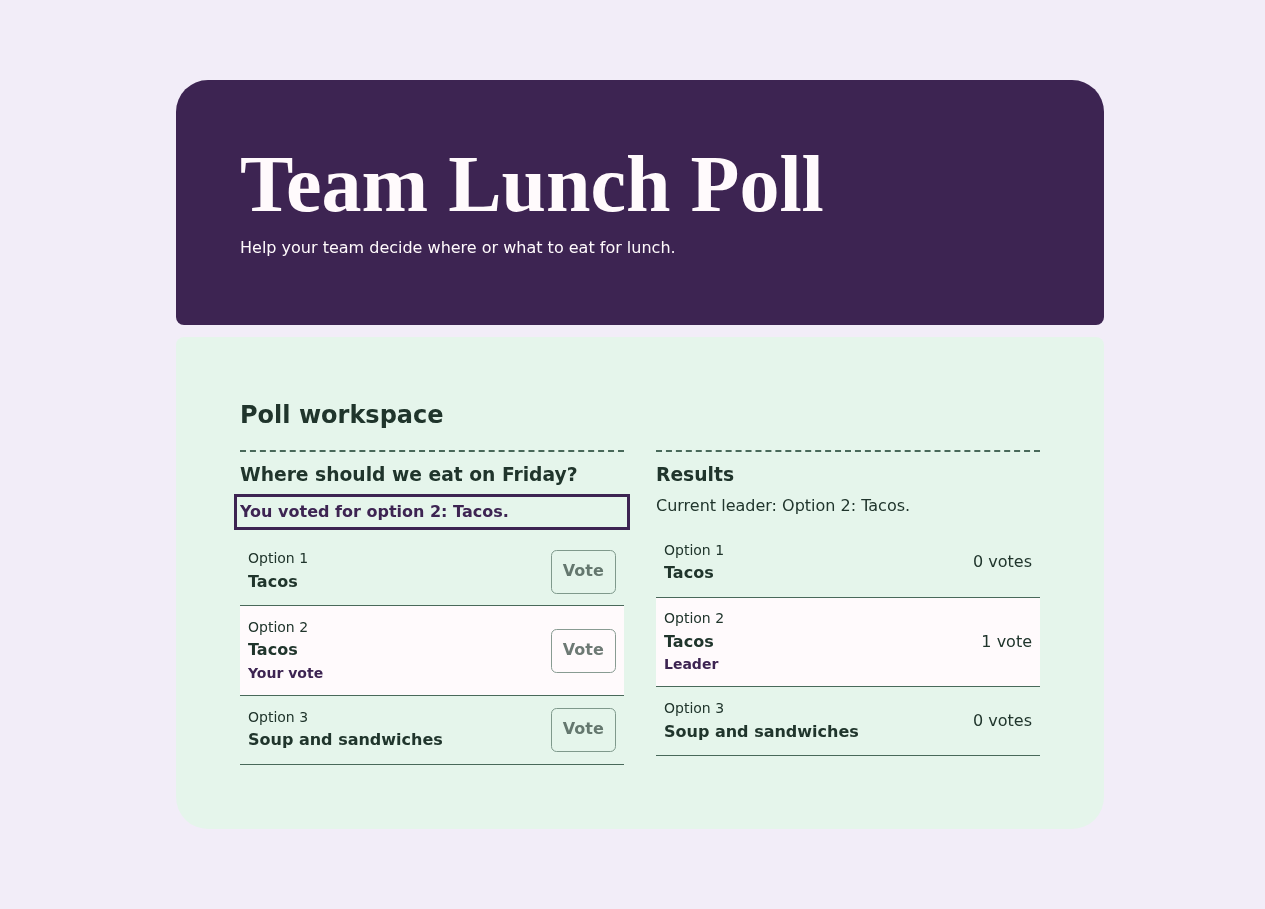 Team Lunch Poll
Help your team decide where or what to eat for lunch.
Poll workspace
Where should we eat on Friday?
You voted for option 2: Tacos.
Option 1
Tacos
Vote
Option 2
Tacos
Your vote
Vote
Option 3
Soup and sandwiches
Vote
Results
Current leader: Option 2: Tacos.
Option 1
Tacos
0 votes
Option 2
Tacos
Leader
1 vote
Option 3
Soup and sandwiches
0 votes